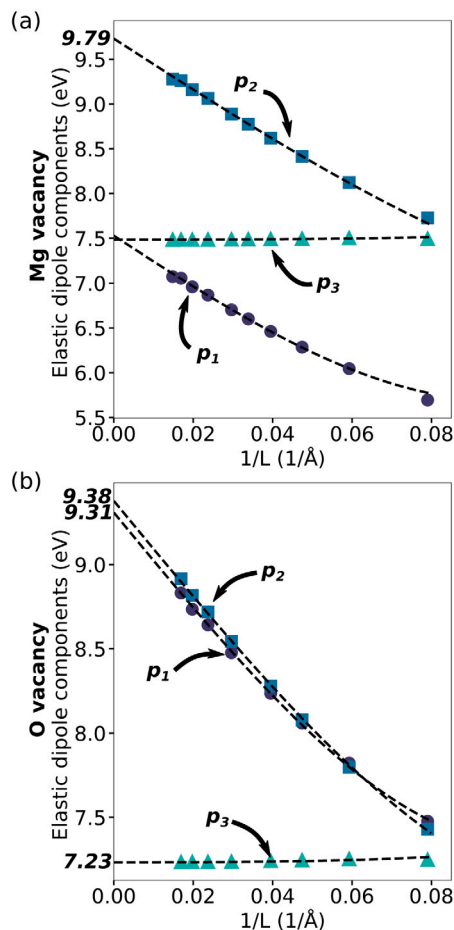 (a)
9.79
9.5
9.0
8.5
8.0
7.5
7.0
6.5
6.0
5.5
Mg vacancy
Elastic dipole components (eV)
p2
p3
p1
0.00 0.02 0.04 0.06 0.08
1/L (1/Å)
(b)
9.38
9.31
9.0
8.5
8.0
7.5
7.23
O vacancy
Elastic dipole components (eV)
p2
p1
p3
0.00 0.02 0.04 0.06 0.08
1/L (1/Å)